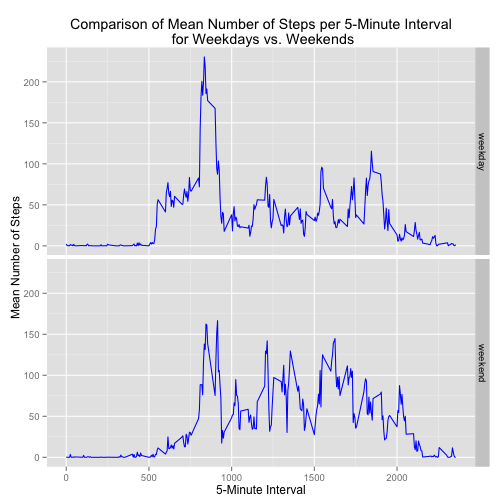 Comparison of Mean Number of Steps per 5-Minute Interval
for Weekdays vs. Weekends
Mean Number of Steps
200
150
100
50
0
weekday
200
150
100
50
0
weekend
0 500 1000 1500 2000
5-Minute Interval